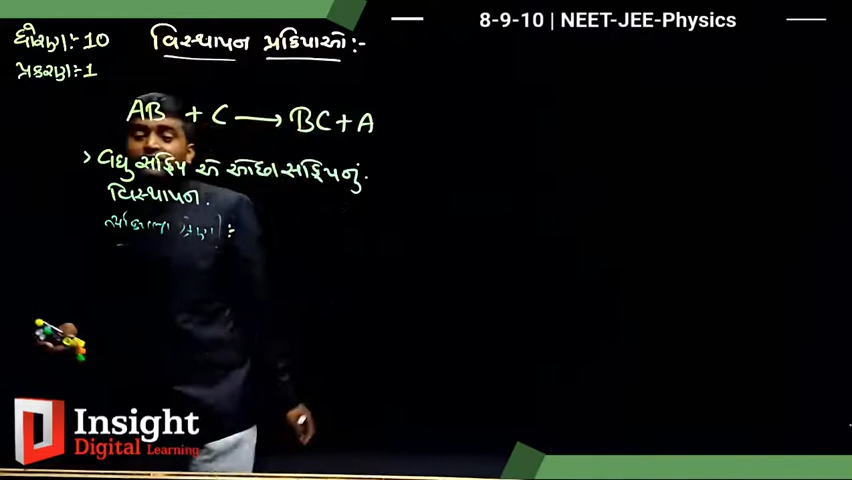 8-9-10 | NEET-JEE-Physics
ધોરણ:- 10
વિસ્થાપન પ્રક્રિયાઓ :-
પ્રકરણ:- 1
AB + C → BC + A
> વધુ સક્રિય એ ઓછા સક્રિયનું
વિસ્થાપન.
Insight
Digital Learning